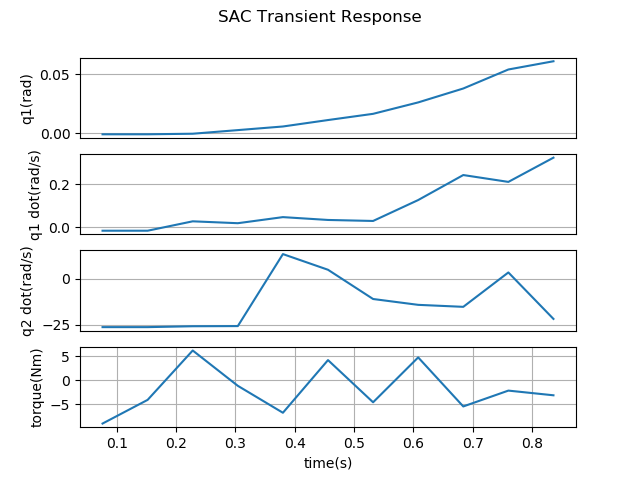 SAC Transient Response
q1(rad)
0.05
0.00
q1 dot(rad/s)
0.2
0.0
q2 dot(rad/s)
0
−25
torque(Nm)
5
0
−5
0.1 0.2 0.3 0.4 0.5 0.6 0.7 0.8
time(s)